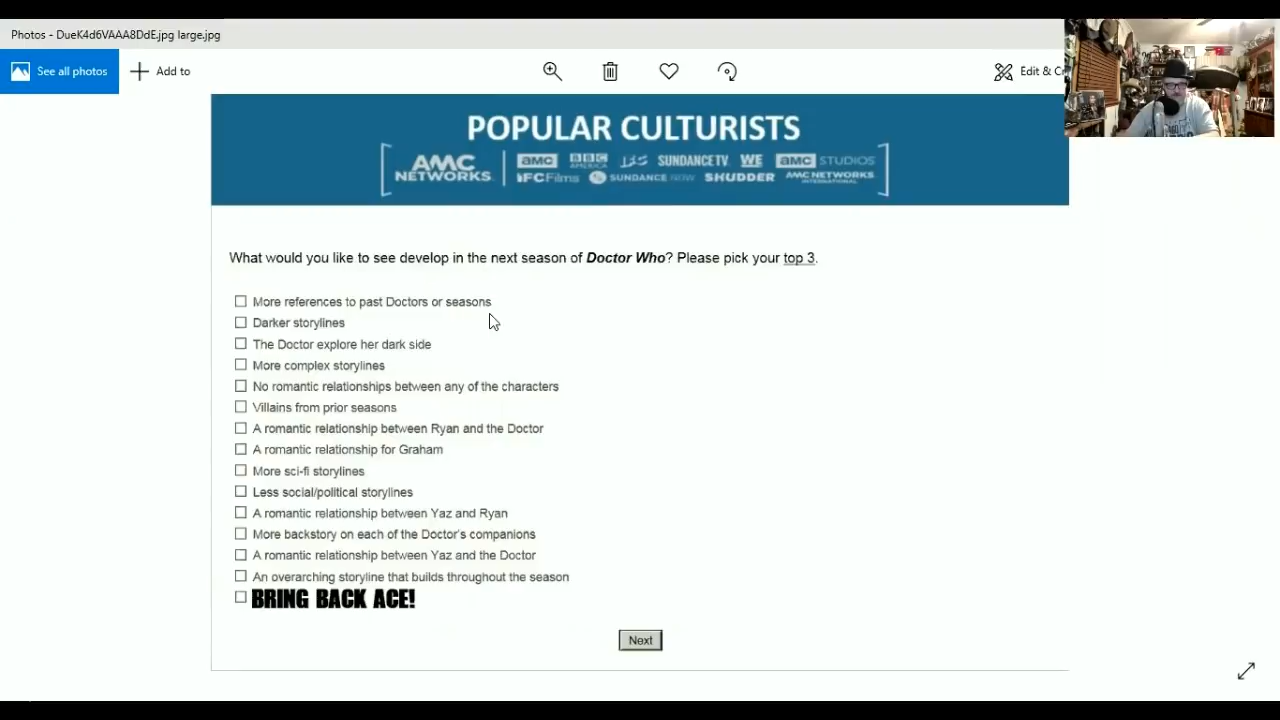 Photos - DueK4d6VAAA8DdE.jpg large.jpg
See all photos
Add to
Edit & Cr
POPULAR CULTURISTS
AMC NETWORKS
amc BBC AMERICA SUNDANCETV WE amc STUDIOS
IFC Films SUNDANCE NOW SHUDDER AMC NETWORKS INTERNATIONAL
What would you like to see develop in the next season of Doctor Who? Please pick your top 3.
More references to past Doctors or seasons
Darker storylines
The Doctor explore her dark side
More complex storylines
No romantic relationships between any of the characters
Villains from prior seasons
A romantic relationship between Ryan and the Doctor
A romantic relationship for Graham
More sci-fi storylines
Less social/political storylines
A romantic relationship between Yaz and Ryan
More backstory on each of the Doctor's companions
A romantic relationship between Yaz and the Doctor
An overarching storyline that builds throughout the season
BRING BACK ACE!
Next